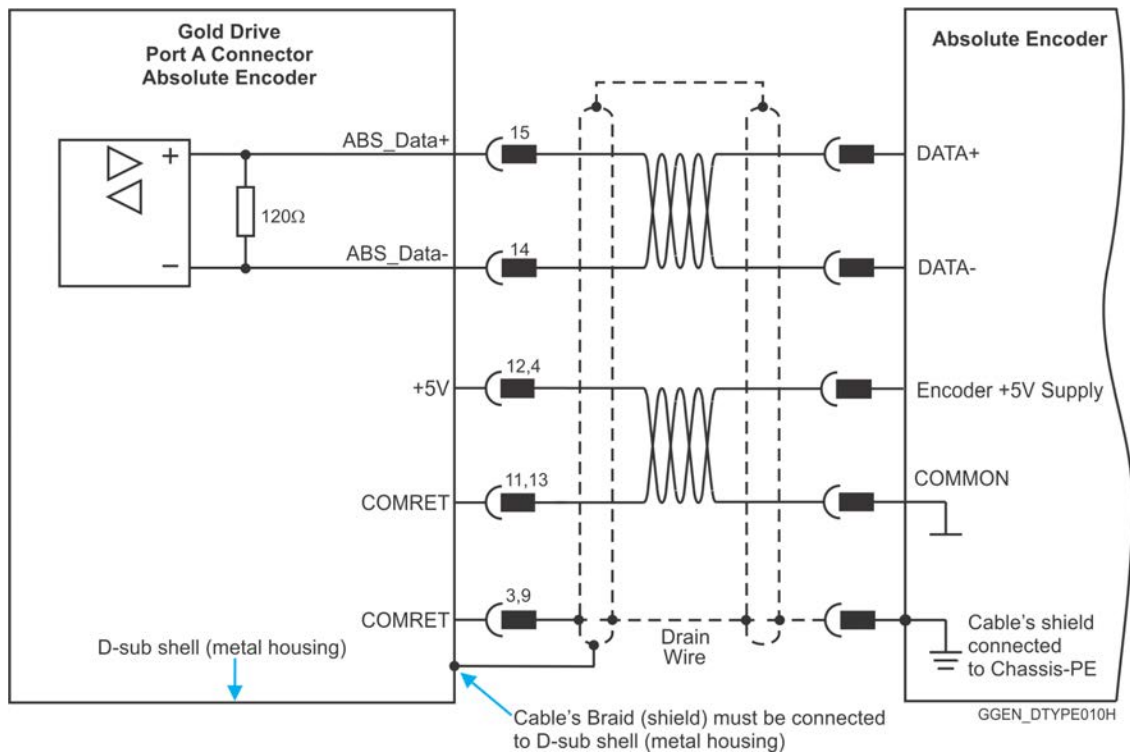 Gold Drive
Port A Connector
Absolute Encoder
Absolute Encoder
ABS_Data+
15
DATA+
+
120Ω
−
ABS_Data-
14
DATA-
+5V
12,4
Encoder +5V Supply
COMRET
11,13
COMMON
COMRET
3,9
Drain
Wire
Cable's shield
connected
to Chassis-PE
D-sub shell (metal housing)
Cable's Braid (shield) must be connected
to D-sub shell (metal housing)
GGEN_DTYPE010H